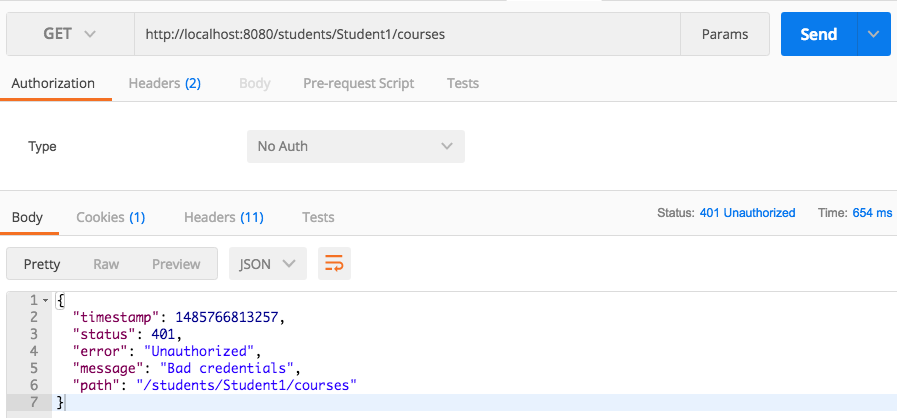 GET http://localhost:8080/students/Student1/courses Params Send
Authorization Headers (2) Body Pre-request Script Tests
Type No Auth
Body Cookies (1) Headers (11) Tests Status: 401 Unauthorized Time: 654 ms
Pretty Raw Preview JSON
1 {
2 "timestamp": 1485766813257,
3 "status": 401,
4 "error": "Unauthorized",
5 "message": "Bad credentials",
6 "path": "/students/Student1/courses"
7 }